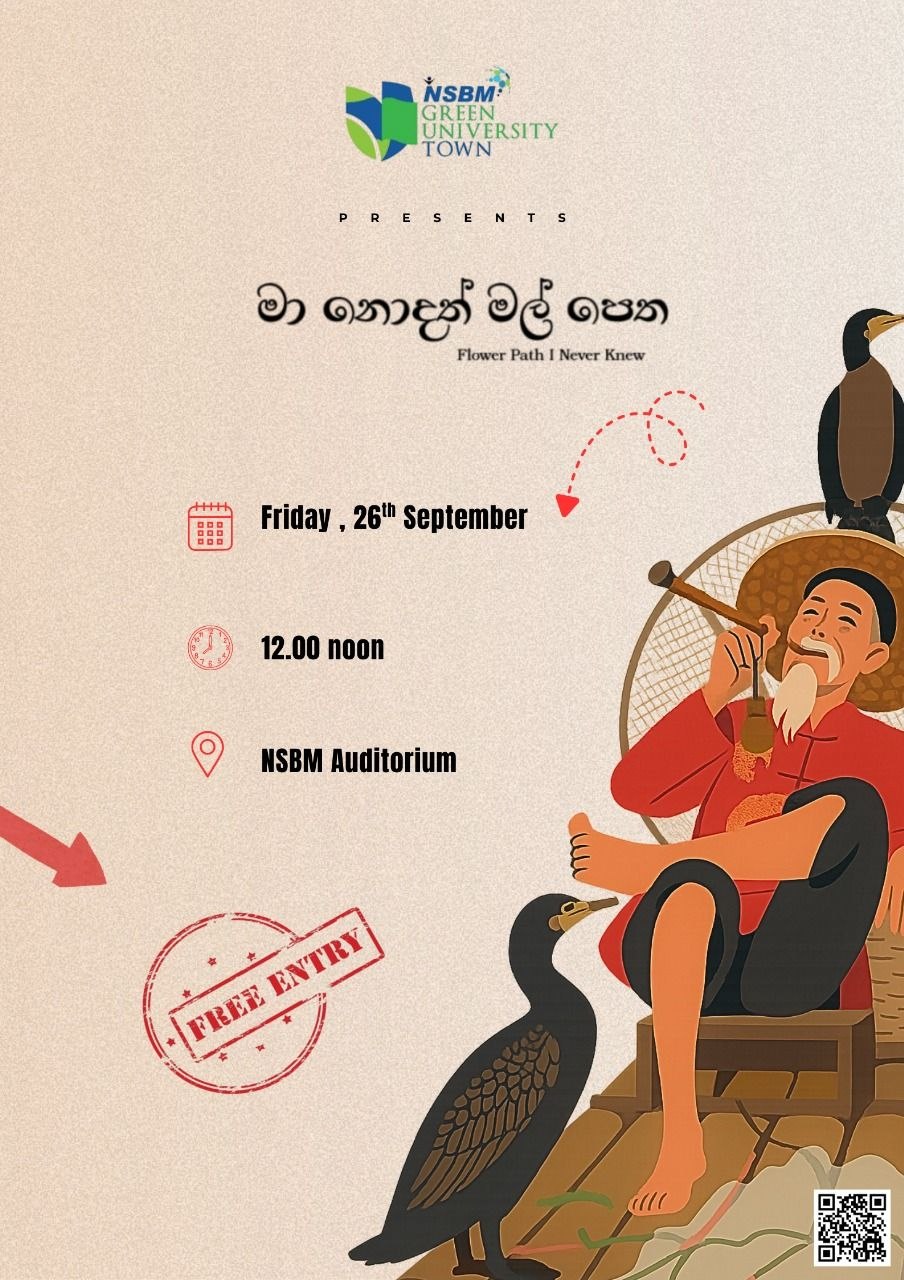 NSBM
GREEN
UNIVERSITY
TOWN
PRESENTS
මා නොදත් මල් පෙත
Flower Path I Never Knew
Friday , 26th September
12.00 noon
NSBM Auditorium
FREE ENTRY